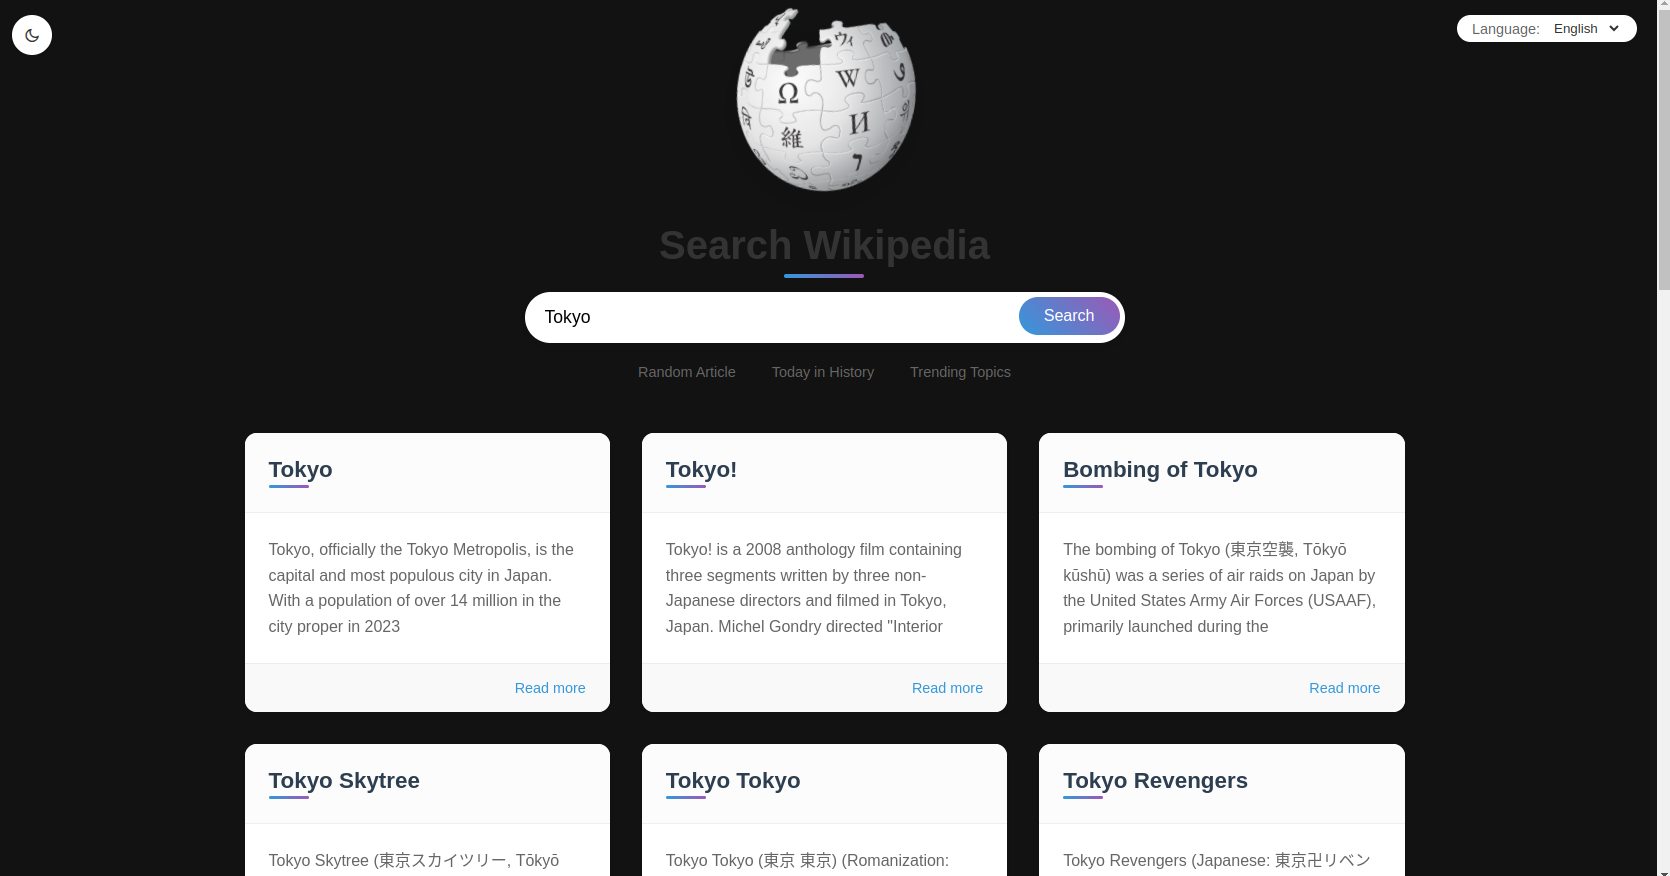 Language: English
Ω
W
И
維
ウィ
Search Wikipedia
Tokyo
Search
Random Article
Today in History
Trending Topics
Tokyo
Tokyo, officially the Tokyo Metropolis, is the
capital and most populous city in Japan.
With a population of over 14 million in the
city proper in 2023
Read more
Tokyo!
Tokyo! is a 2008 anthology film containing
three segments written by three non-
Japanese directors and filmed in Tokyo,
Japan. Michel Gondry directed "Interior
Read more
Bombing of Tokyo
The bombing of Tokyo (東京空襲, Tōkyō
kūshū) was a series of air raids on Japan by
the United States Army Air Forces (USAAF),
primarily launched during the
Read more
Tokyo Skytree
Tokyo Skytree (東京スカイツリー, Tōkyō
Tokyo Tokyo
Tokyo Tokyo (東京 東京) (Romanization:
Tokyo Revengers
Tokyo Revengers (Japanese: 東京卍リベン